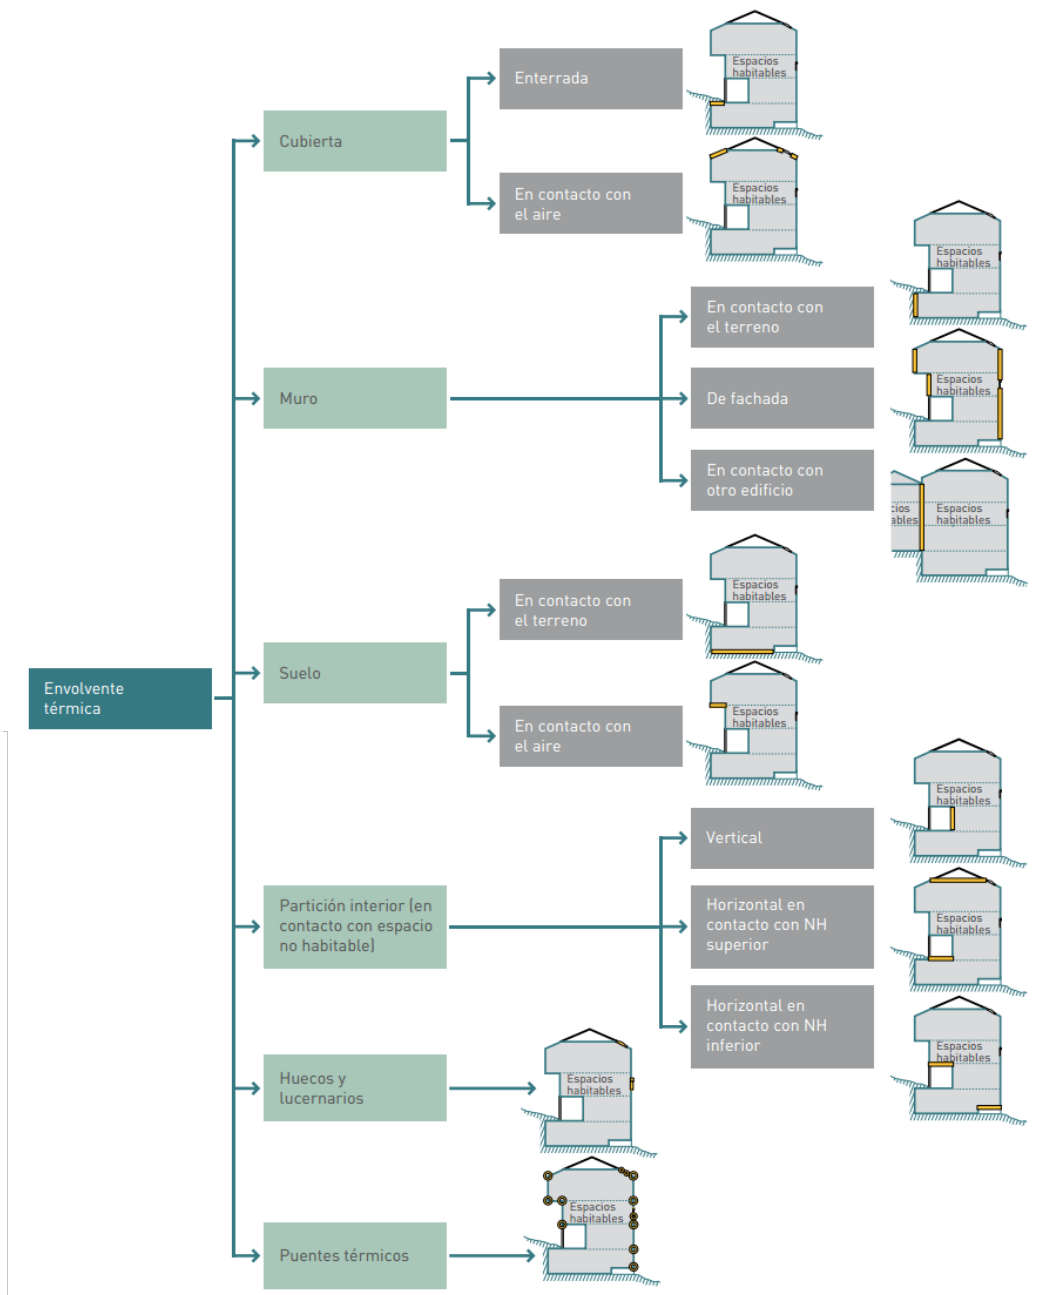 Envolvente
térmica
Cubierta
Enterrada
Espacios
habitables
En contacto con
el aire
Espacios
habitables
Muro
En contacto con
el terreno
Espacios
habitables
De fachada
Espacios
habitables
En contacto con
otro edificio
cios
ables
Espacios
habitables
Suelo
En contacto con
el terreno
Espacios
habitables
En contacto con
el aire
Espacios
habitables
Partición interior (en
contacto con espacio
no habitable)
Vertical
Espacios
habitables
Horizontal en
contacto con NH
superior
Espacios
habitables
Horizontal en
contacto con NH
inferior
Espacios
habitables
Huecos y
lucernarios
Espacios
habitables
Puentes térmicos
Espacios
habitables